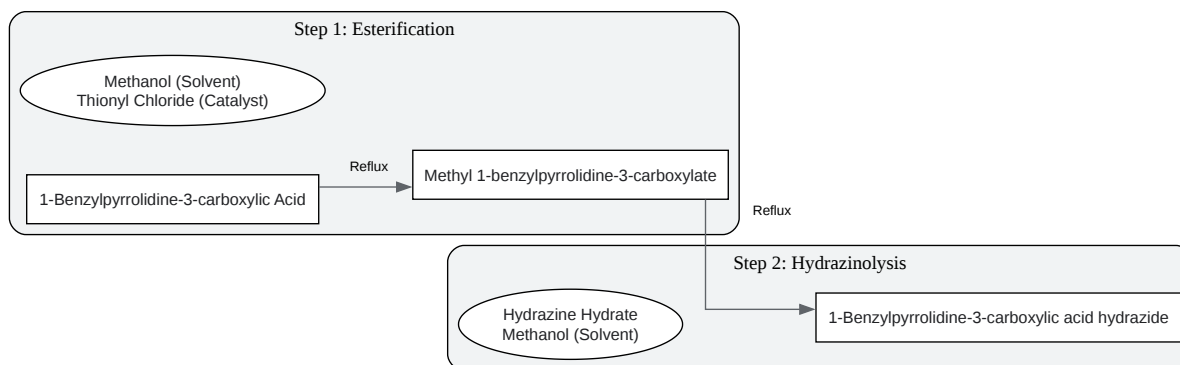 Step 1: Esterification
Methanol (Solvent)
Thionyl Chloride (Catalyst)
Reflux
1-Benzylpyrrolidine-3-carboxylic Acid
Methyl 1-benzylpyrrolidine-3-carboxylate
Reflux
Step 2: Hydrazinolysis
Hydrazine Hydrate
Methanol (Solvent)
1-Benzylpyrrolidine-3-carboxylic acid hydrazide